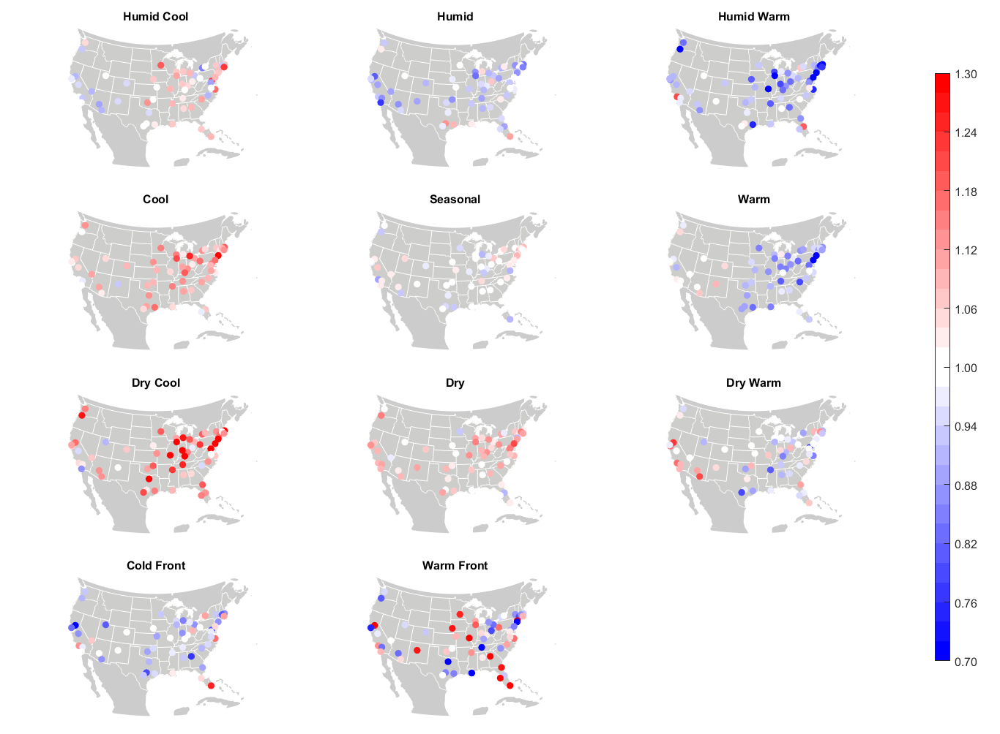 Humid Cool
Humid
Humid Warm
Cool
Seasonal
Warm
Dry Cool
Dry
Dry Warm
Cold Front
Warm Front
1.30
1.24
1.18
1.12
1.06
1.00
0.94
0.88
0.82
0.76
0.70